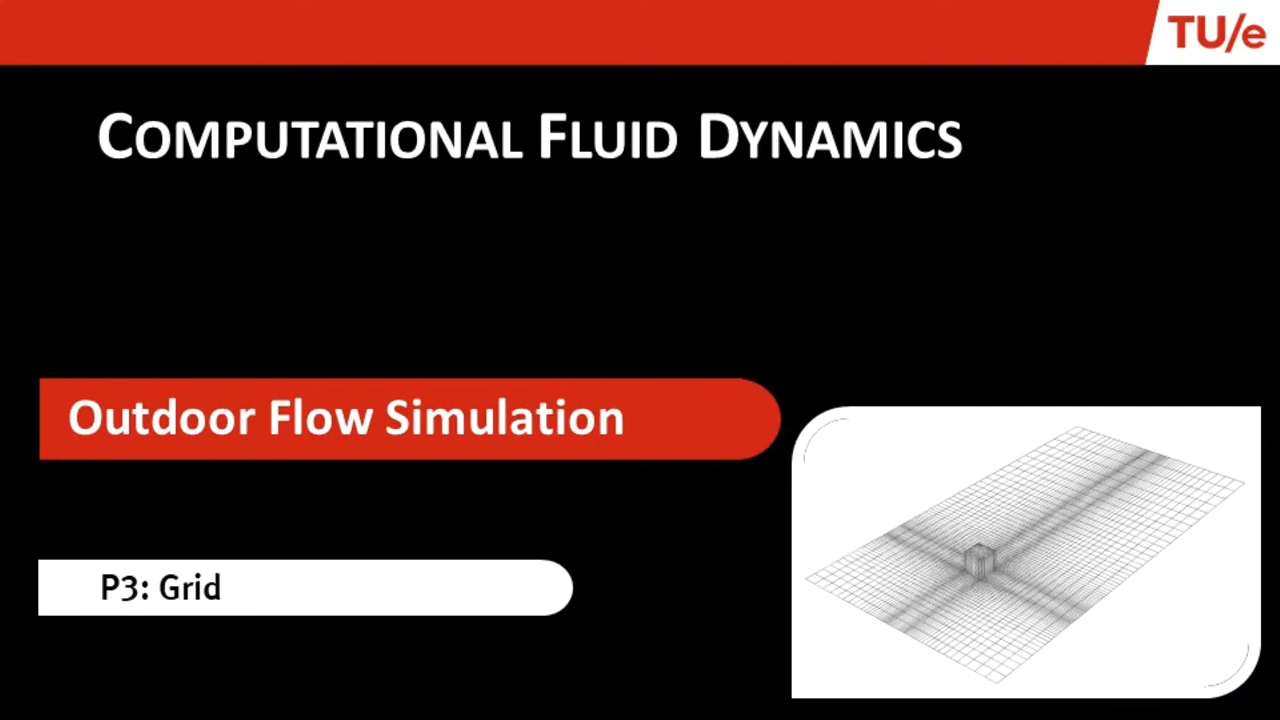 TU/e
COMPUTATIONAL FLUID DYNAMICS
Outdoor Flow Simulation
P3: Grid